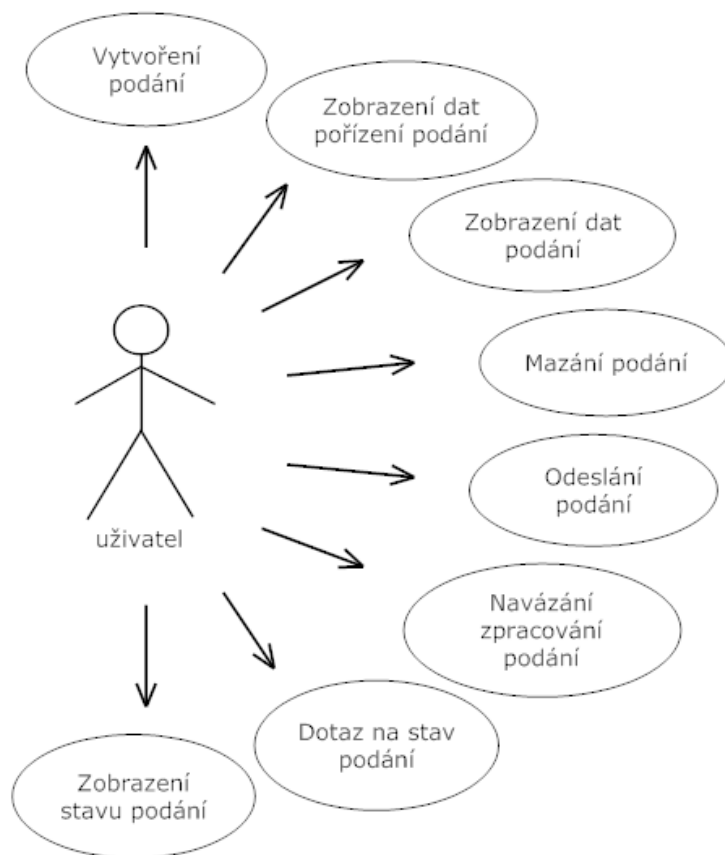 Vytvoření
podání
Zobrazení dat
pořízení podání
Zobrazení dat
podání
Mazání podání
Odeslání
podání
uživatel
Navázání
zpracování
podání
Dotaz na stav
podání
Zobrazení
stavu podání